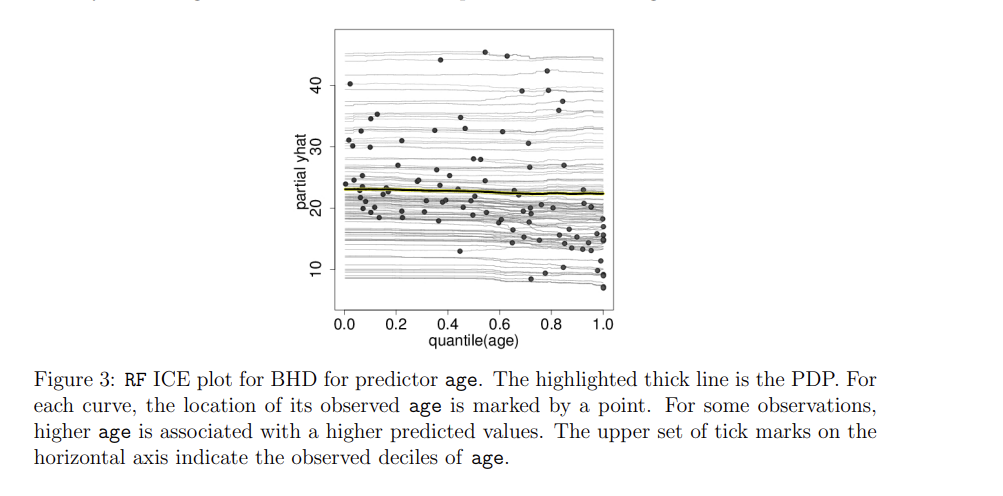 40
30
20
10
partial yhat
0.0 0.2 0.4 0.6 0.8 1.0
quantile(age)
Figure 3: RF ICE plot for BHD for predictor age. The highlighted thick line is the PDP. For
each curve, the location of its observed age is marked by a point. For some observations,
higher age is associated with a higher predicted values. The upper set of tick marks on the
horizontal axis indicate the observed deciles of age.